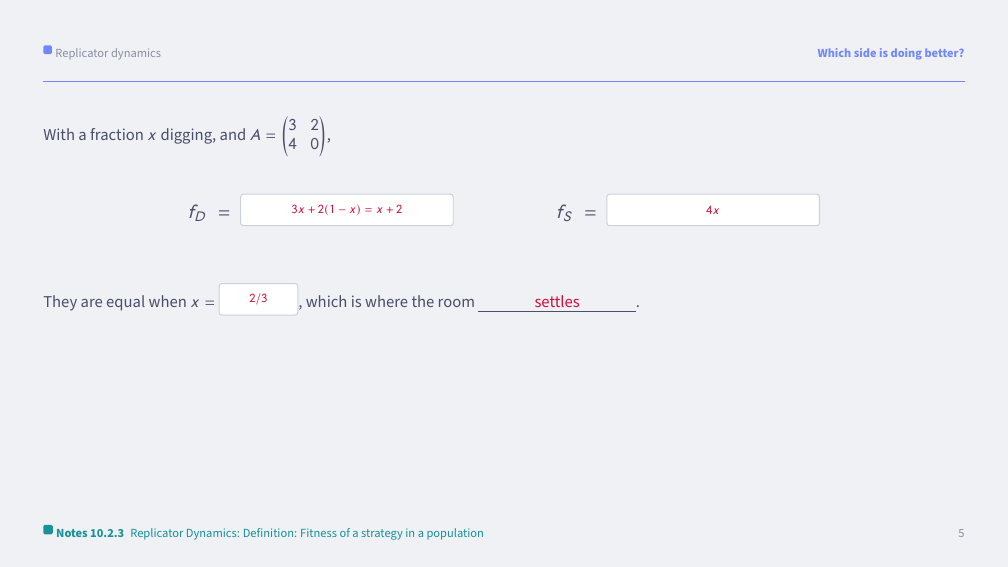 Replicator dynamics
Which side is doing better?
With a fraction x digging, and A = (3 2 4 0),
f_D = 3x + 2(1 − x) = x + 2
f_S = 4x
They are equal when x = 2/3, which is where the room settles.
Notes 10.2.3 Replicator Dynamics: Definition: Fitness of a strategy in a population
5